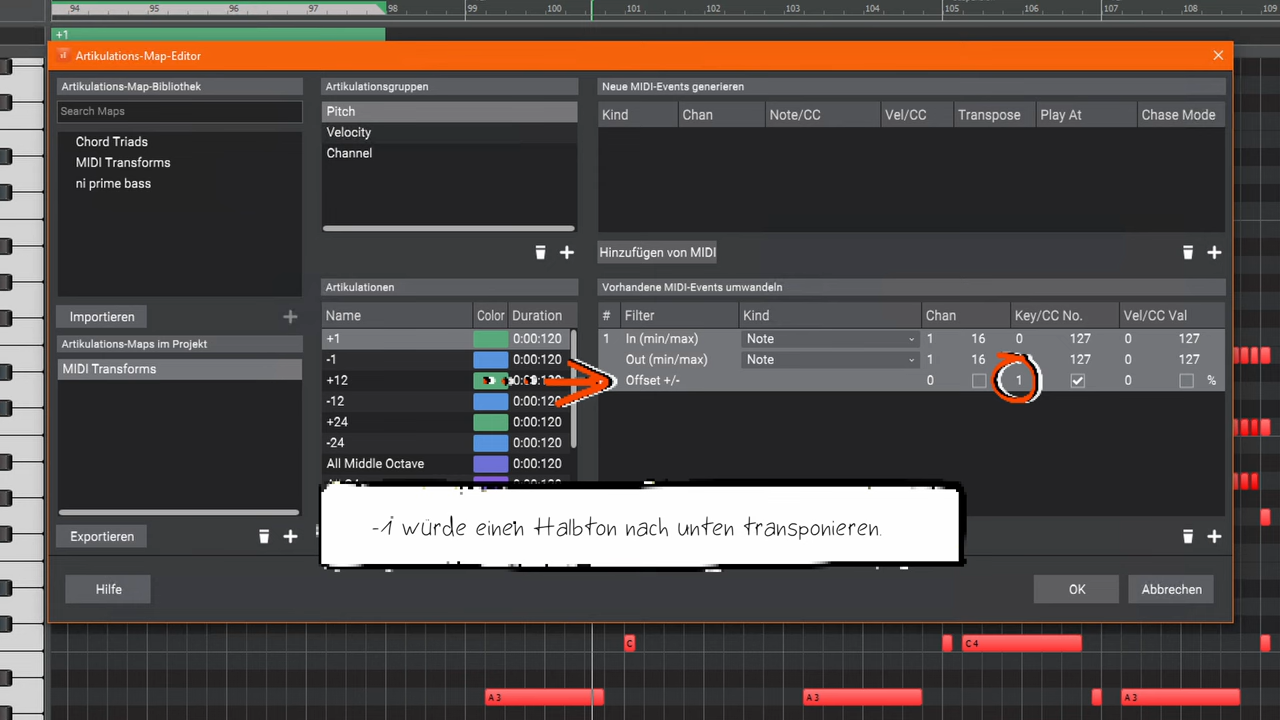 94 95 96 97 98 99 100 101 102 103 104 105 106 107 108 109
+1
Artikulations-Map-Editor
Artikulations-Map-Bibliothek
Search Maps
Chord Triads
MIDI Transforms
ni prime bass
Importieren
Artikulations-Maps im Projekt
MIDI Transforms
Exportieren
Artikulationsgruppen
Pitch
Velocity
Channel
Artikulationen
Name Color Duration
+1 0:00:120
-1 0:00:120
+12
-12 0:00:120
+24 0:00:120
-24 0:00:120
All Middle Octave 0:00:120
Neue MIDI-Events generieren
Kind Chan Note/CC Vel/CC Transpose Play At Chase Mode
Hinzufügen von MIDI
Vorhandene MIDI-Events umwandeln
# Filter Kind Chan Key/CC No. Vel/CC Val
1 In (min/max) Note 1 16 0 127 0 127
Out (min/max) Note 1 16 127 0 127
Offset +/- 0 1 0 %
-1 würde einen Halbton nach unten transponieren.
Hilfe
OK
Abbrechen
C
C 4
A 3
A 3
A 3